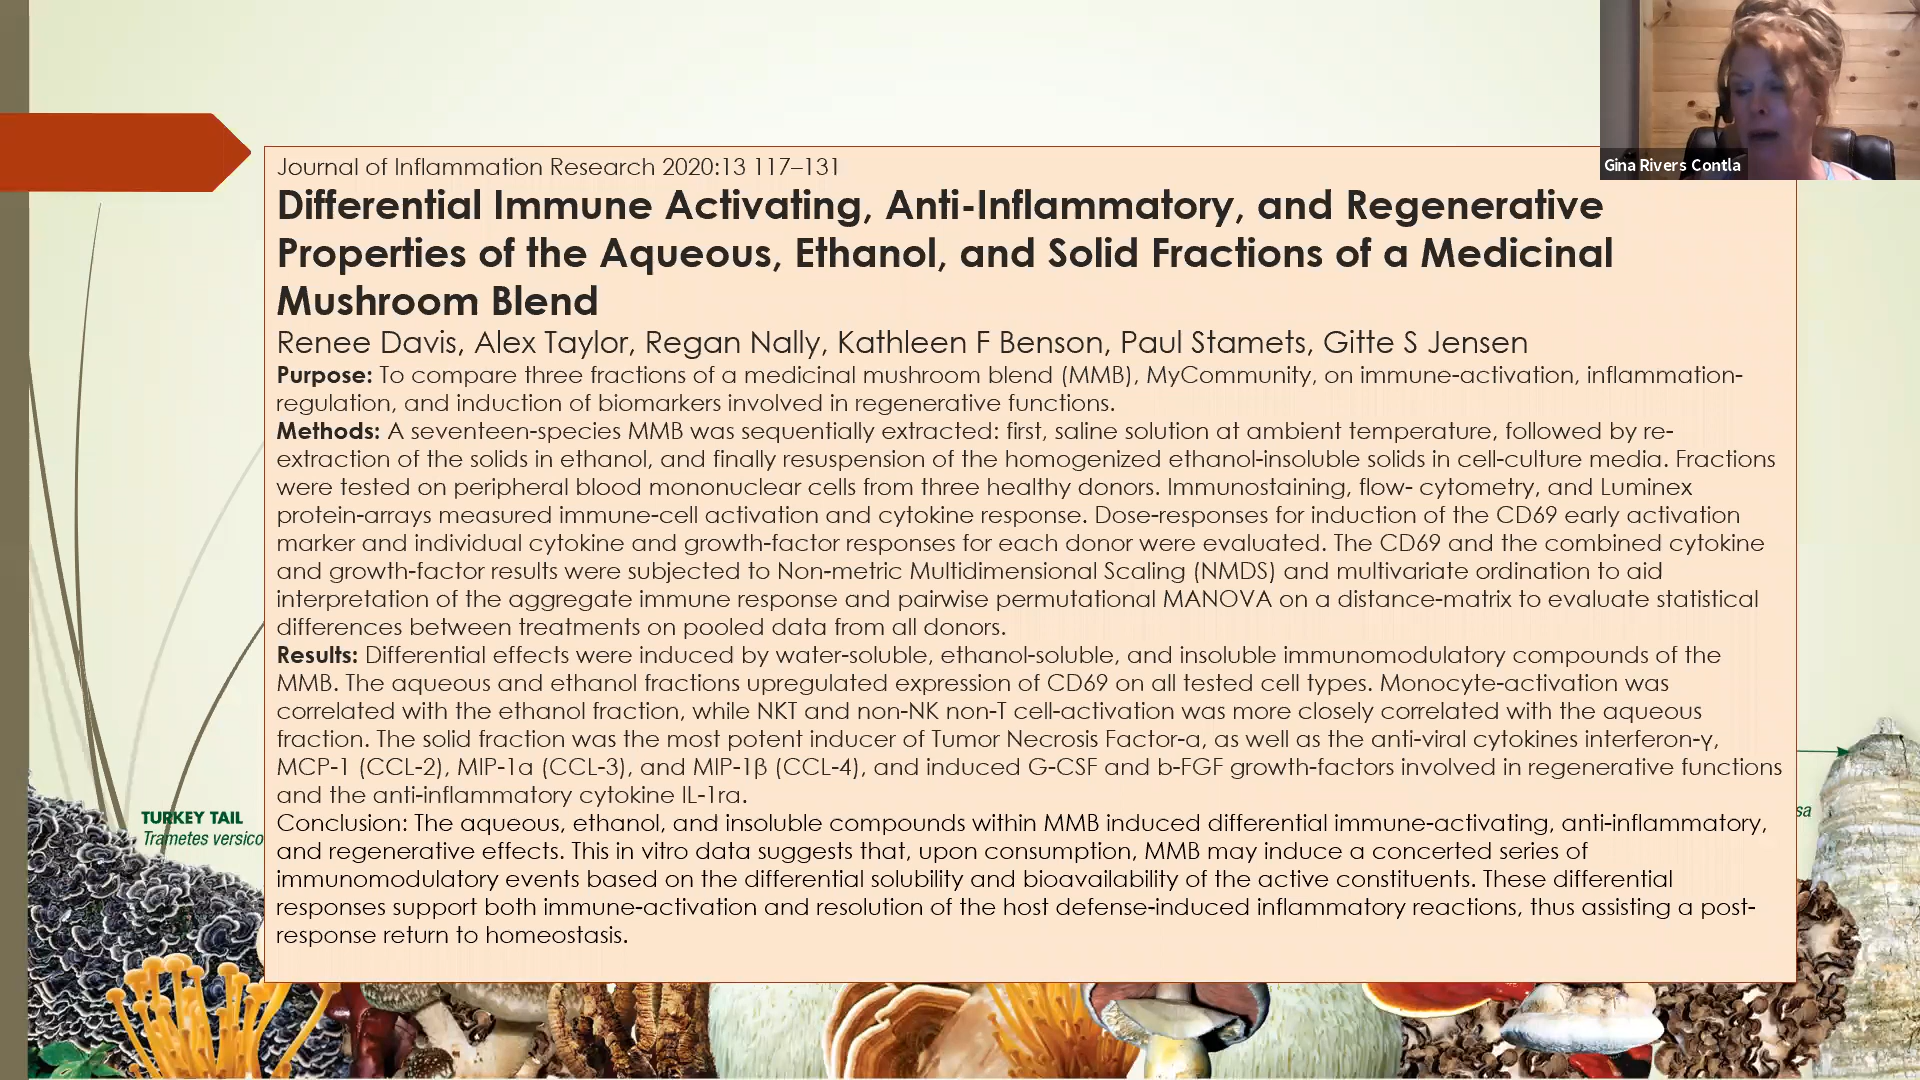 Gina Rivers Contla
Journal of Inflammation Research 2020:13 117–131
Differential Immune Activating, Anti-Inflammatory, and Regenerative
Properties of the Aqueous, Ethanol, and Solid Fractions of a Medicinal
Mushroom Blend
Renee Davis, Alex Taylor, Regan Nally, Kathleen F Benson, Paul Stamets, Gitte S Jensen
Purpose: To compare three fractions of a medicinal mushroom blend (MMB), MyCommunity, on immune-activation, inflammation-
regulation, and induction of biomarkers involved in regenerative functions.
Methods: A seventeen-species MMB was sequentially extracted: first, saline solution at ambient temperature, followed by re-
extraction of the solids in ethanol, and finally resuspension of the homogenized ethanol-insoluble solids in cell-culture media. Fractions
were tested on peripheral blood mononuclear cells from three healthy donors. Immunostaining, flow- cytometry, and Luminex
protein-arrays measured immune-cell activation and cytokine response. Dose-responses for induction of the CD69 early activation
marker and individual cytokine and growth-factor responses for each donor were evaluated. The CD69 and the combined cytokine
and growth-factor results were subjected to Non-metric Multidimensional Scaling (NMDS) and multivariate ordination to aid
interpretation of the aggregate immune response and pairwise permutational MANOVA on a distance-matrix to evaluate statistical
differences between treatments on pooled data from all donors.
Results: Differential effects were induced by water-soluble, ethanol-soluble, and insoluble immunomodulatory compounds of the
MMB. The aqueous and ethanol fractions upregulated expression of CD69 on all tested cell types. Monocyte-activation was
correlated with the ethanol fraction, while NKT and non-NK non-T cell-activation was more closely correlated with the aqueous
fraction. The solid fraction was the most potent inducer of Tumor Necrosis Factor-α, as well as the anti-viral cytokines interferon-γ,
MCP-1 (CCL-2), MIP-1α (CCL-3), and MIP-1β (CCL-4), and induced G-CSF and b-FGF growth-factors involved in regenerative functions
and the anti-inflammatory cytokine IL-1ra.
Conclusion: The aqueous, ethanol, and insoluble compounds within MMB induced differential immune-activating, anti-inflammatory,
and regenerative effects. This in vitro data suggests that, upon consumption, MMB may induce a concerted series of
immunomodulatory events based on the differential solubility and bioavailability of the active constituents. These differential
responses support both immune-activation and resolution of the host defense-induced inflammatory reactions, thus assisting a post-
response return to homeostasis.
TURKEY TAIL
Trametes versico
sa